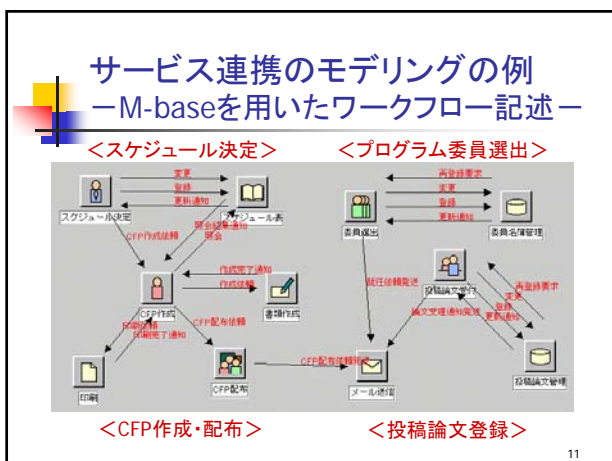 サービス連携のモデリングの例
－M-baseを用いたワークフロー記述－
＜スケジュール決定＞
＜プログラム委員選出＞
変更
登録
更新通知
スケジュール決定
スケジュール表
CFP作成依頼
照会結果通知
照会
作成完了通知
作成依頼
CFP作成
書類作成
印刷依頼
印刷完了通知
CFP配布依頼
印刷
CFP配布
CFP配布依頼発送
再登録要求
変更
登録
更新通知
委員選出
委員名簿管理
就任依頼発送
投稿論文受付
再登録要求
変更
登録
更新通知
論文受理通知発送
メール送信
投稿論文管理
＜CFP作成・配布＞
＜投稿論文登録＞
11